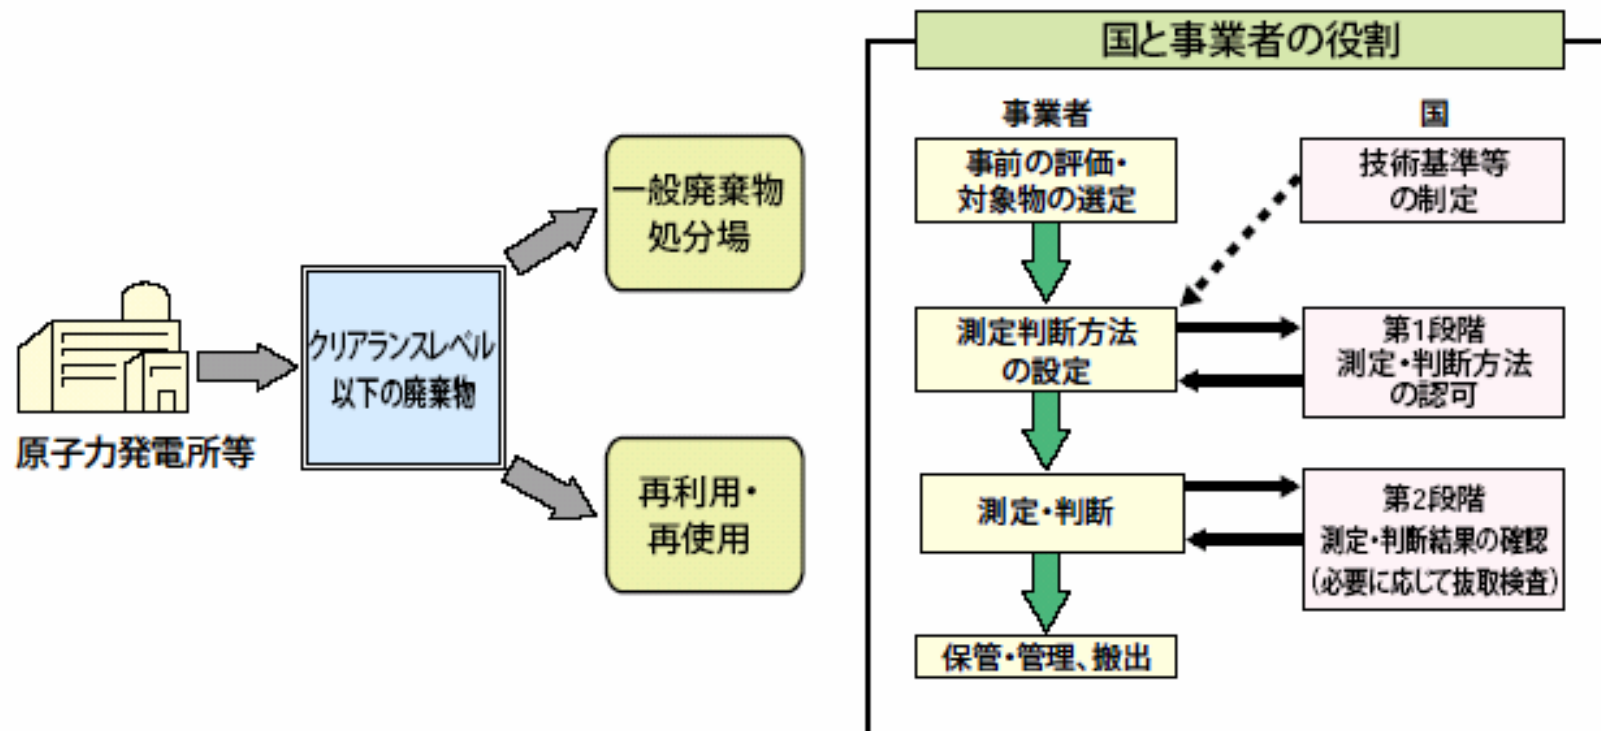 原子力発電所等
クリアランスレベル
以下の廃棄物
一般廃棄物
処分場
再利用・
再使用
国と事業者の役割
事業者
国
事前の評価・
対象物の選定
技術基準等
の制定
測定判断方法
の設定
第1段階
測定・判断方法
の認可
測定・判断
第2段階
測定・判断結果の確認
(必要に応じて抜取検査)
保管・管理、搬出